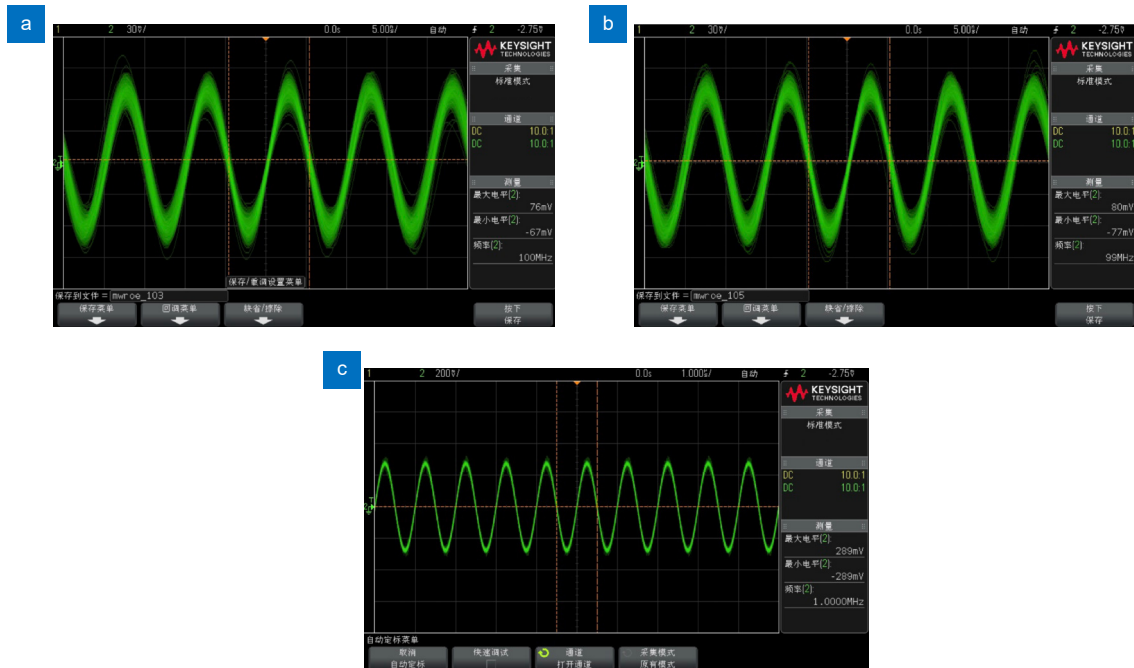 a
1 2 30▽/ 0.0s 5.00▽/ 自动 2 -2.75▽
KEYSIGHT
TECHNOLOGIES
采集
标准模式
通道
DC 10.0:1
DC 10.0:1
测量
最大电平(2):
76mV
最小电平(2):
-67mV
频率(2):
100MHz
保存/重调设置菜单
保存到文件 = mwroe_103
保存菜单 回调菜单 缺省/擦除 按下
保存
b
1 2 30▽/ 0.0s 5.00▽/ 自动 2 -2.75▽
KEYSIGHT
TECHNOLOGIES
采集
标准模式
通道
DC 10.0:1
DC 10.0:1
测量
最大电平(2):
80mV
最小电平(2):
-77mV
频率(2):
99MHz
保存到文件 = mwroe_105
保存菜单 回调菜单 缺省/擦除 按下
保存
c
1 2 200▽/ 0.0s 1.000▽/ 自动 2 -2.75▽
KEYSIGHT
TECHNOLOGIES
采集
标准模式
通道
DC 10.0:1
DC 10.0:1
测量
最大电平(2):
289mV
最小电平(2):
-289mV
频率(2):
1.0000MHz
自动定标菜单
取消 快速调试 通道 采集模式
自动定标 打开通道 原有模式